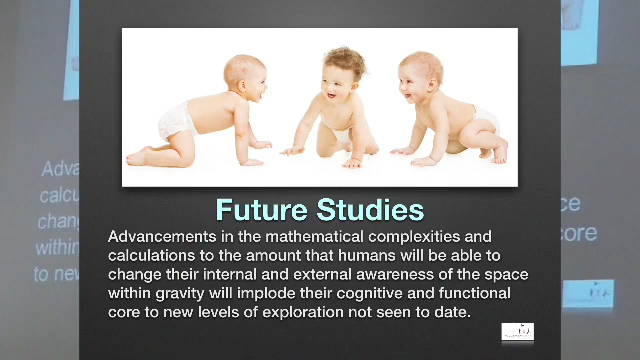 Future Studies
Advancements in the mathematical complexities and
calculations to the amount that humans will be able to
change their internal and external awareness of the space
within gravity will implode their cognitive and functional
core to new levels of exploration not seen to date.